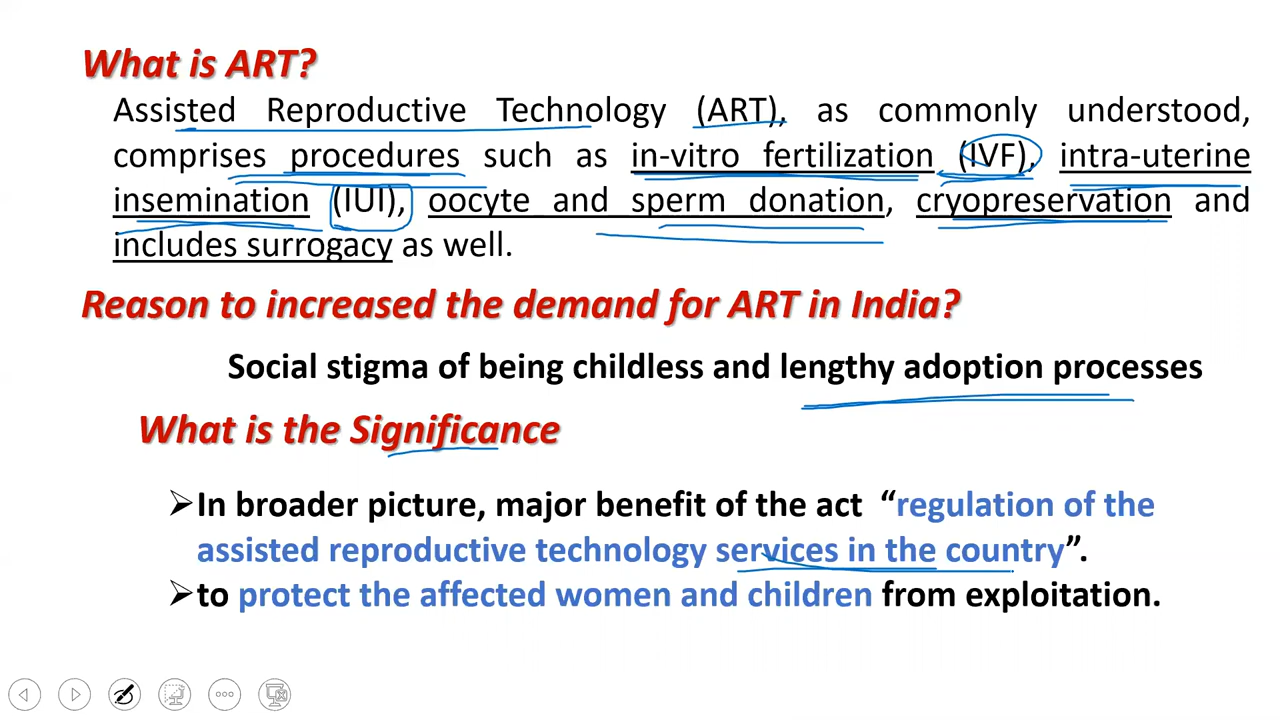 What is ART?
Assisted Reproductive Technology (ART), as commonly understood,
comprises procedures such as in-vitro fertilization (IVF), intra-uterine
insemination (IUI), oocyte and sperm donation, cryopreservation and
includes surrogacy as well.
Reason to increased the demand for ART in India?
Social stigma of being childless and lengthy adoption processes
What is the Significance
➢In broader picture, major benefit of the act “regulation of the
assisted reproductive technology services in the country”.
➢to protect the affected women and children from exploitation.